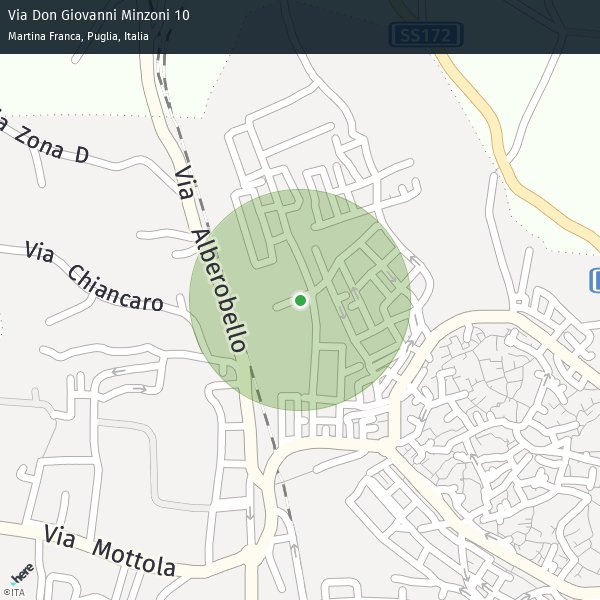 Via Don Giovanni Minzoni 10
Martina Franca, Puglia, Italia
SS172
Zona D
Via Alberobello
Via Chiancaro
Via Mottola
here
©ITA